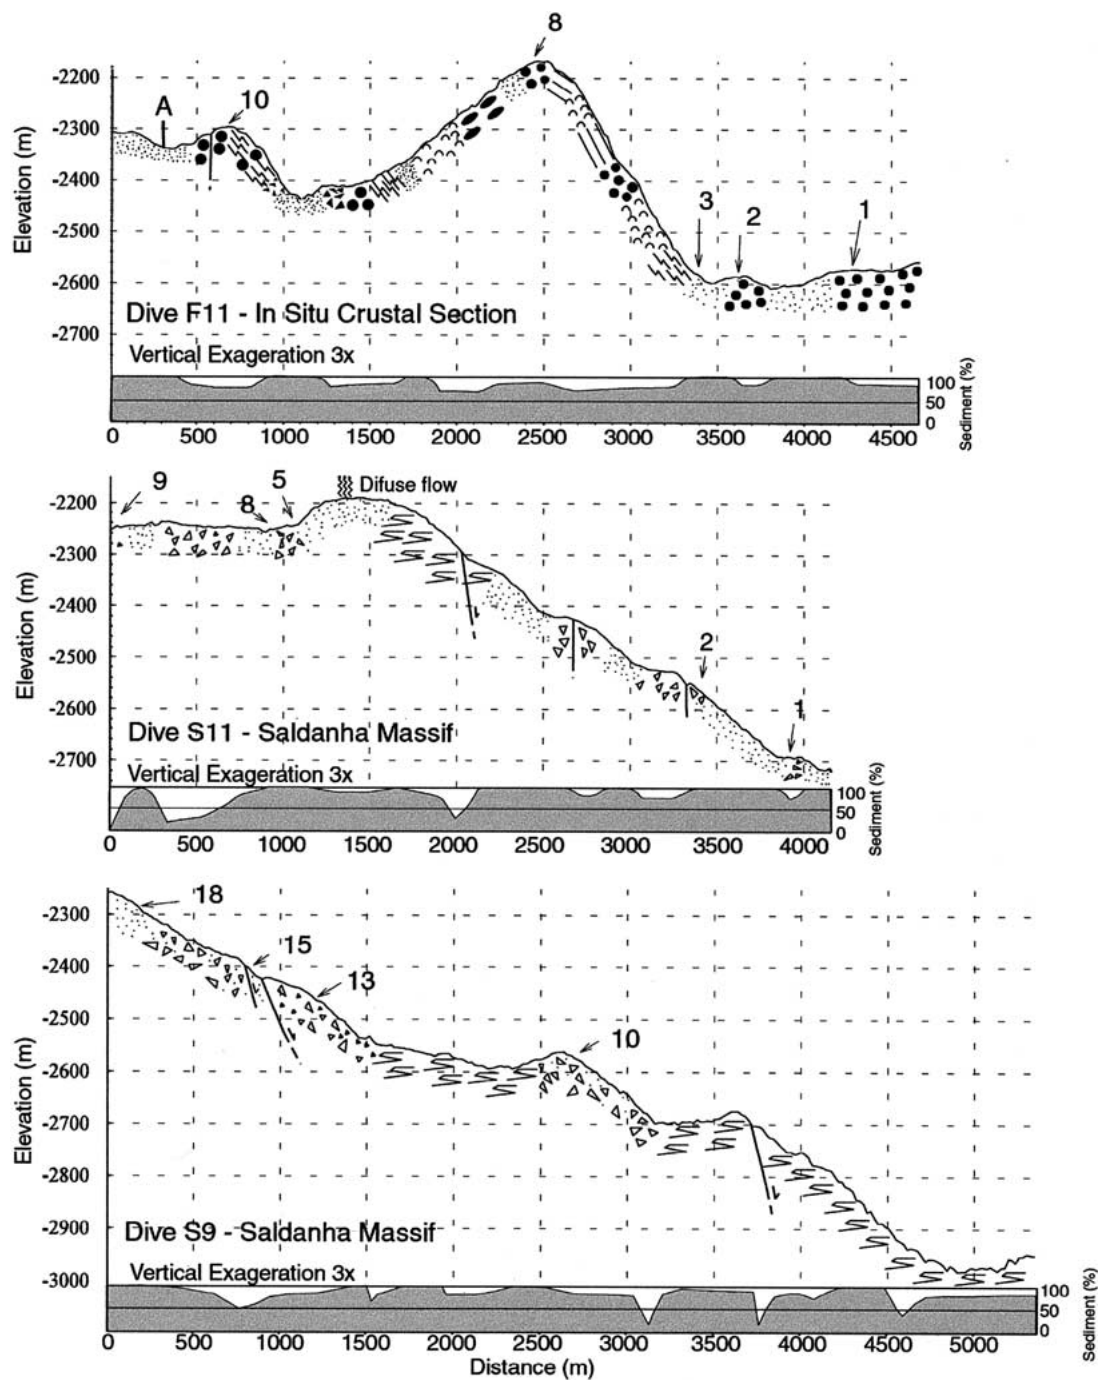 8
-2200
A
10
-2300
-2400
3
2
1
-2500
-2600
Dive F11 - In Situ Crustal Section
-2700
Vertical Exageration 3x
Elevation (m)
100
50
0
Sediment (%)
0 500 1000 1500 2000 2500 3000 3500 4000 4500
9
5
Difuse flow
-2200
8
-2300
-2400
-2500
2
-2600
1
Dive S11 - Saldanha Massif
-2700
Vertical Exageration 3x
Elevation (m)
100
50
0
Sediment (%)
0 500 1000 1500 2000 2500 3000 3500 4000
18
-2300
15
-2400
13
-2500
10
-2600
-2700
-2800
-2900
Dive S9 - Saldanha Massif
-3000
Vertical Exageration 3x
Elevation (m)
100
50
0
Sediment (%)
0 500 1000 1500 2000 2500 3000 3500 4000 4500 5000
Distance (m)